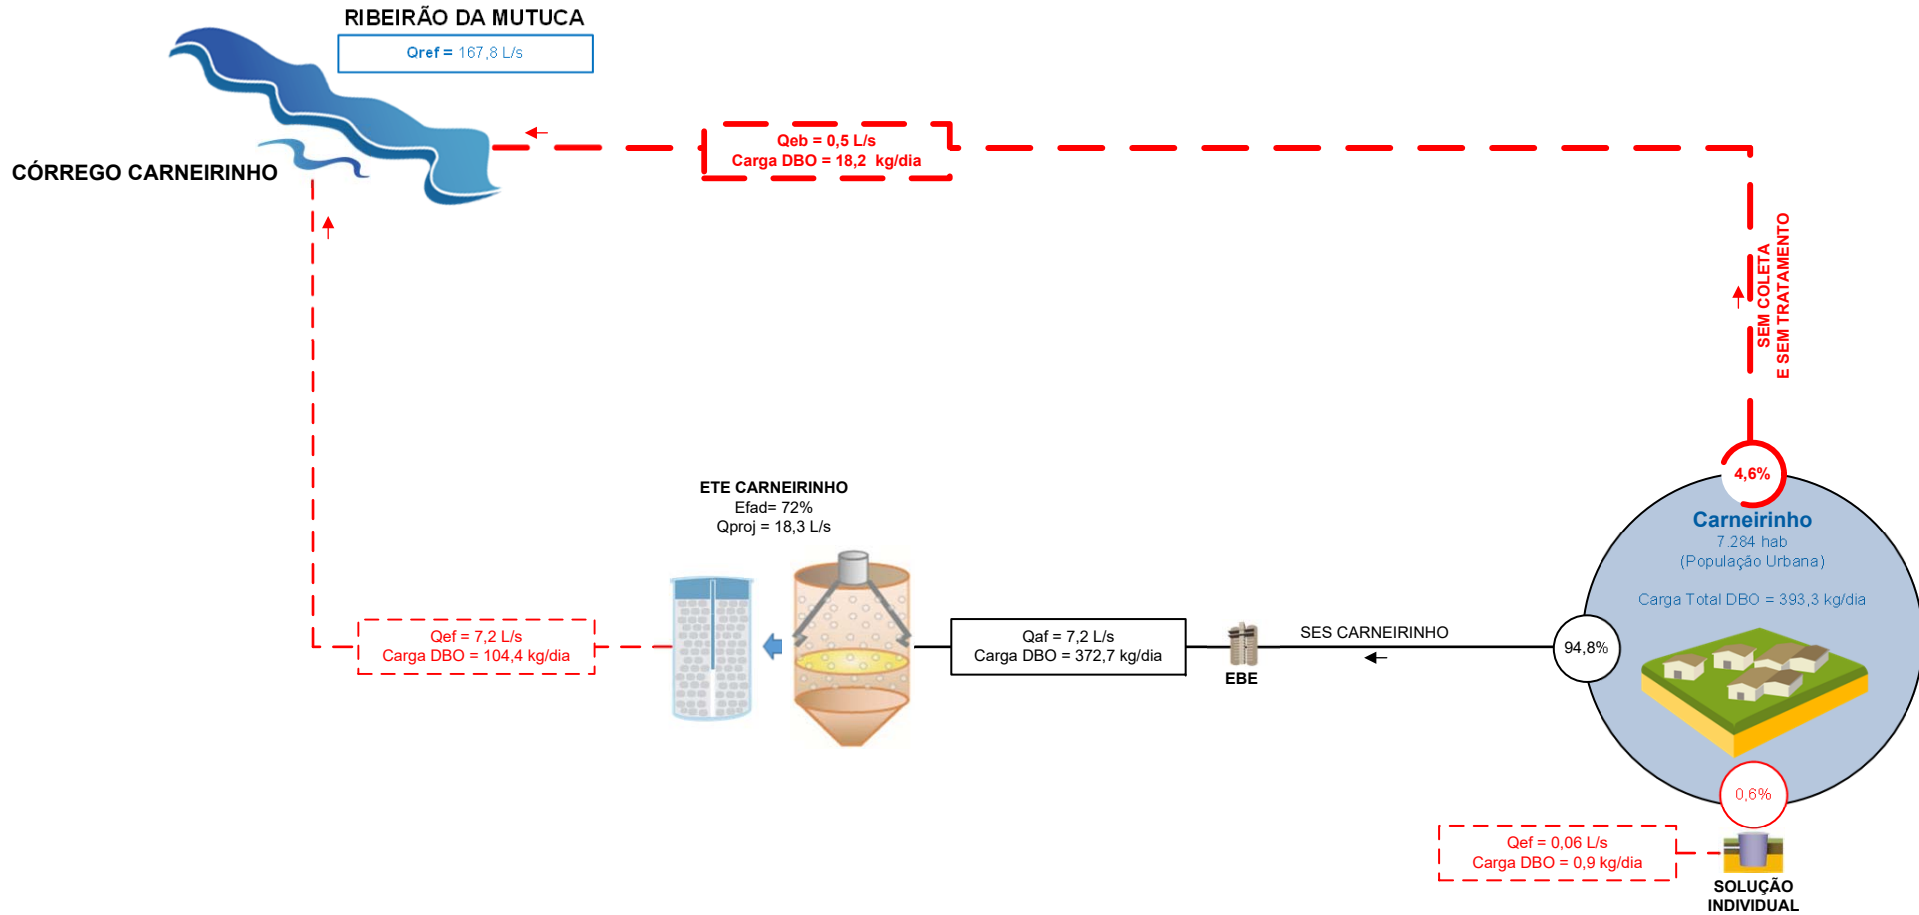 RIBEIRÃO DA MUTUCA
Qref = 167,8 L/s
CÓRREGO CARNEIRINHO
Qeb = 0,5 L/s
Carga DBO = 18,2 kg/dia
SEM COLETA
E SEM TRATAMENTO
4,6%
Carneirinho
7.284 hab
(População Urbana)
Carga Total DBO = 393,3 kg/dia
94,8%
0,6%
ETE CARNEIRINHO
Efad= 72%
Qproj = 18,3 L/s
Qef = 7,2 L/s
Carga DBO = 104,4 kg/dia
Qaf = 7,2 L/s
Carga DBO = 372,7 kg/dia
EBE
SES CARNEIRINHO
Qef = 0,06 L/s
Carga DBO = 0,9 kg/dia
SOLUÇÃO
INDIVIDUAL